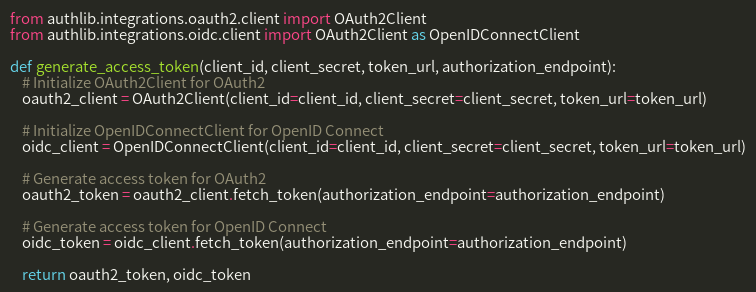 from authlib.integrations.oauth2.client import OAuth2Client
from authlib.integrations.oidc.client import OAuth2Client as OpenIDConnectClient
def generate_access_token(client_id, client_secret, token_url, authorization_endpoint):
# Initialize OAuth2Client for OAuth2
oauth2_client = OAuth2Client(client_id=client_id, client_secret=client_secret, token_url=token_url)
# Initialize OpenIDConnectClient for OpenID Connect
oidc_client = OpenIDConnectClient(client_id=client_id, client_secret=client_secret, token_url=token_url)
# Generate access token for OAuth2
oauth2_token = oauth2_client.fetch_token(authorization_endpoint=authorization_endpoint)
# Generate access token for OpenID Connect
oidc_token = oidc_client.fetch_token(authorization_endpoint=authorization_endpoint)
return oauth2_token, oidc_token